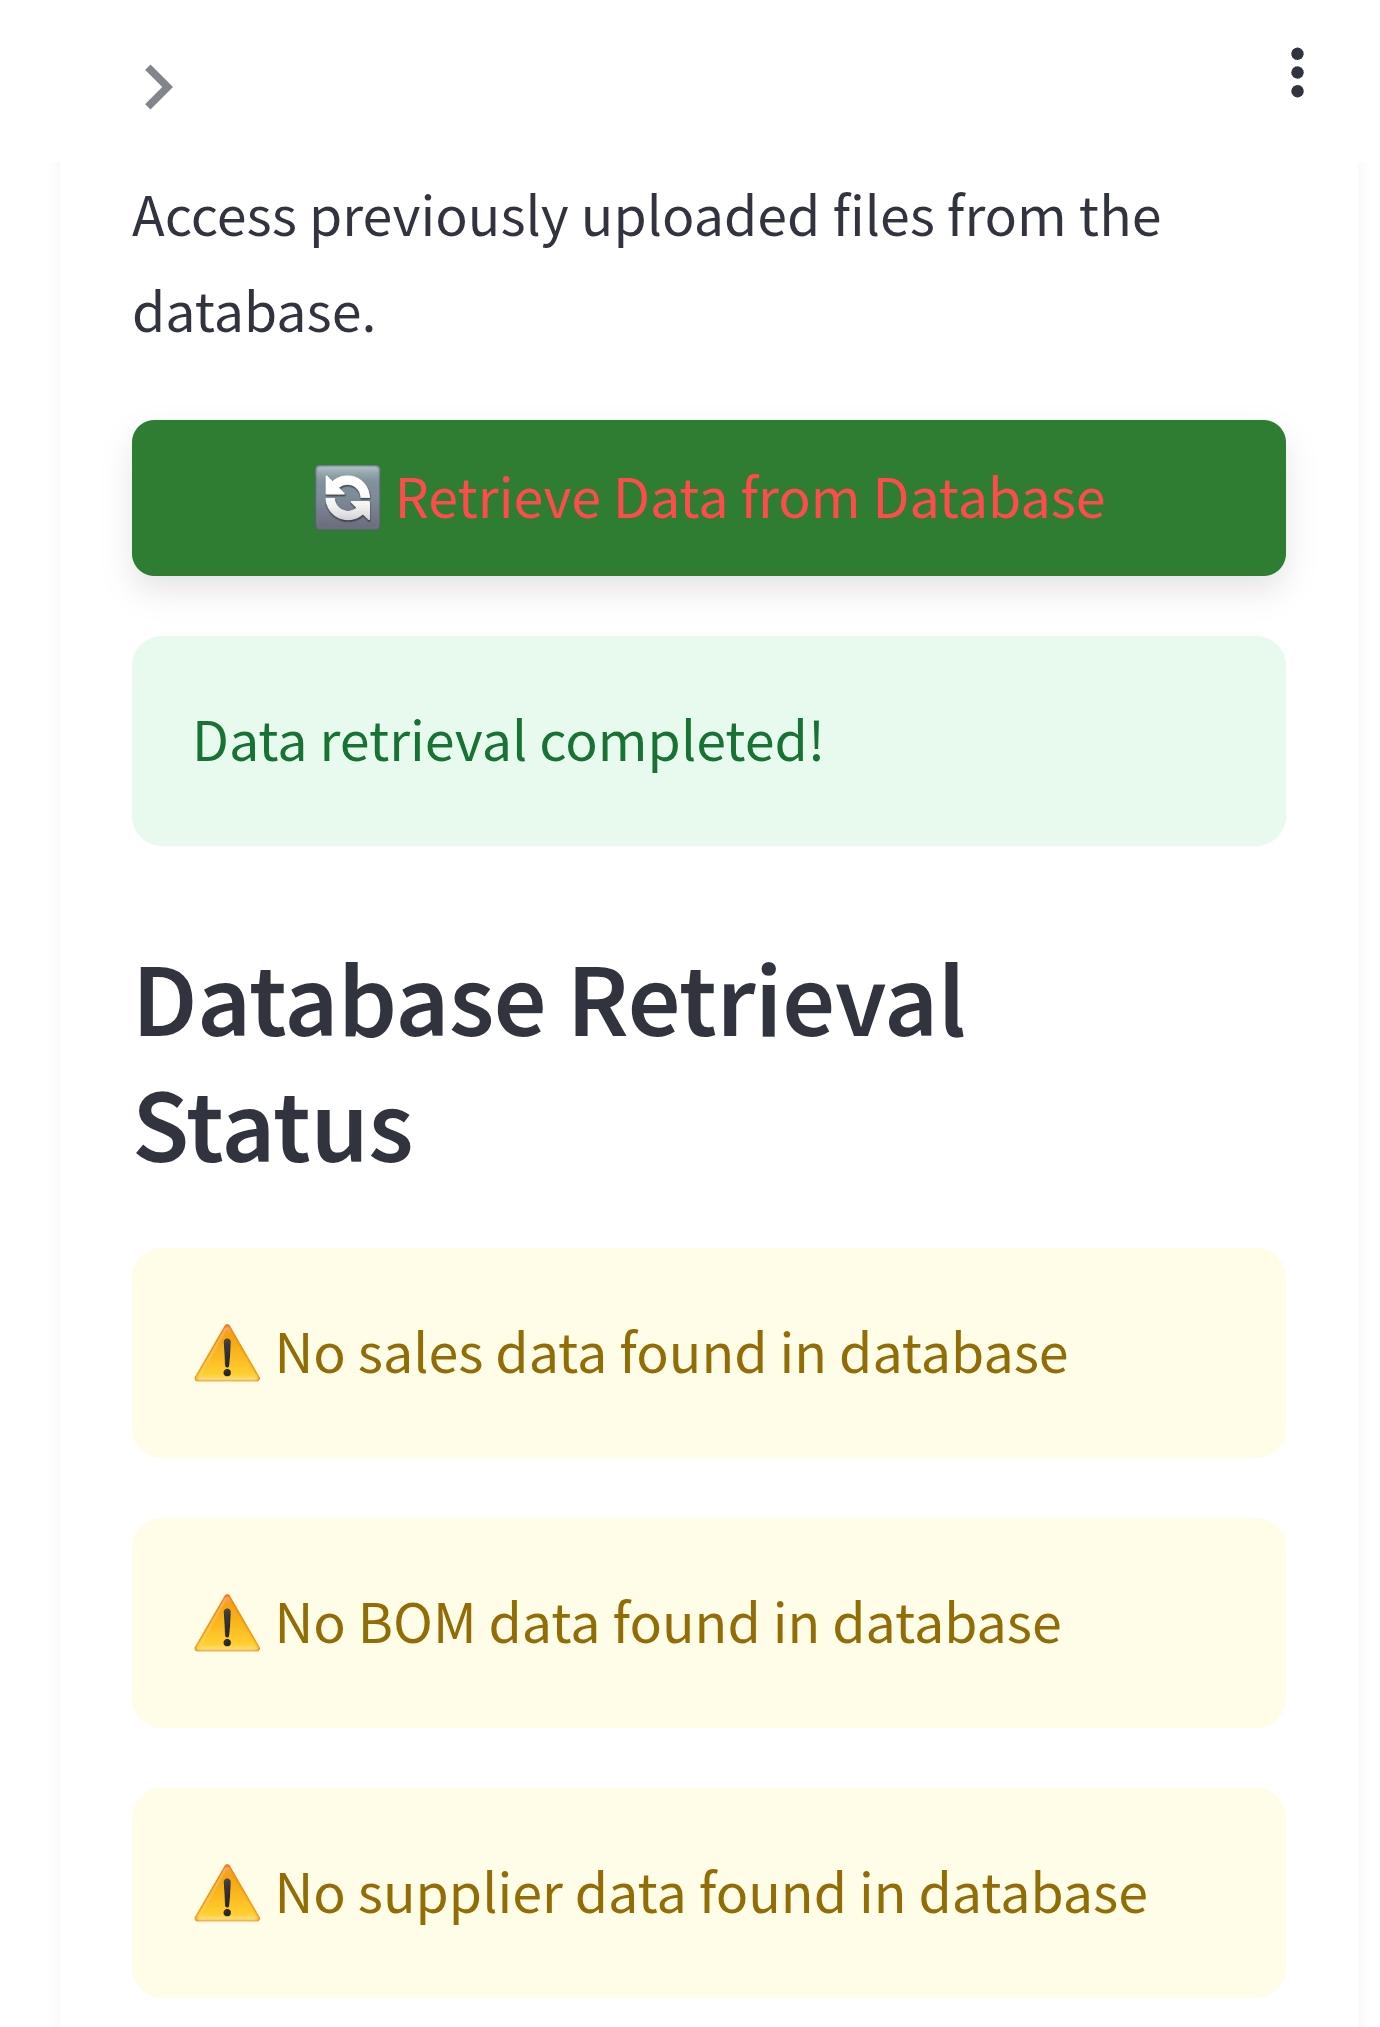 Access previously uploaded files from the
database.
🔄 Retrieve Data from Database
Data retrieval completed!
Database Retrieval
Status
⚠️ No sales data found in database
⚠️ No BOM data found in database
⚠️ No supplier data found in database